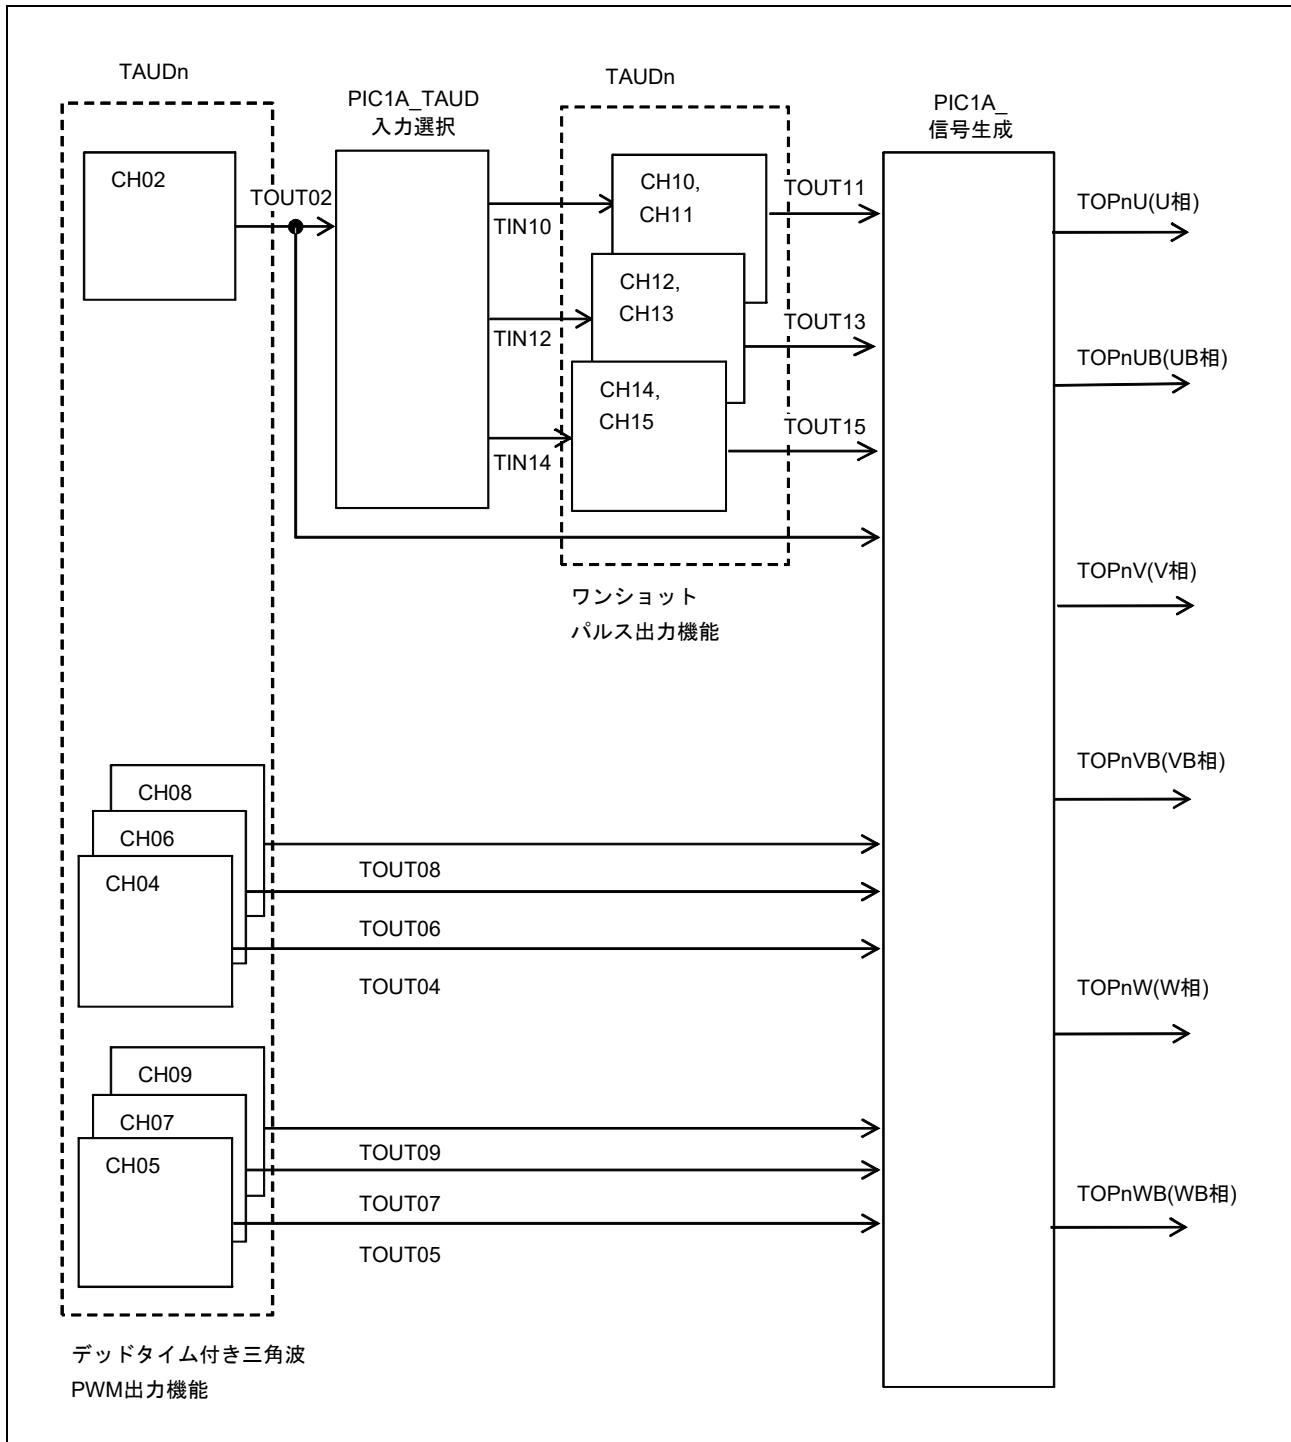 TAUDn
PIC1A_TAUD
入力選択
TAUDn
PIC1A_
信号生成
CH02
TOUT02
TIN10
TIN12
TIN14
CH10,
CH11
CH12,
CH13
CH14,
CH15
TOUT11
TOUT13
TOUT15
ワンショット
パルス出力機能
TOPnU(U相)
TOPnUB(UB相)
TOPnV(V相)
TOPnVB(VB相)
TOPnW(W相)
TOPnWB(WB相)
CH08
CH06
CH04
TOUT08
TOUT06
TOUT04
CH09
CH07
CH05
TOUT09
TOUT07
TOUT05
デッドタイム付き三角波
PWM出力機能